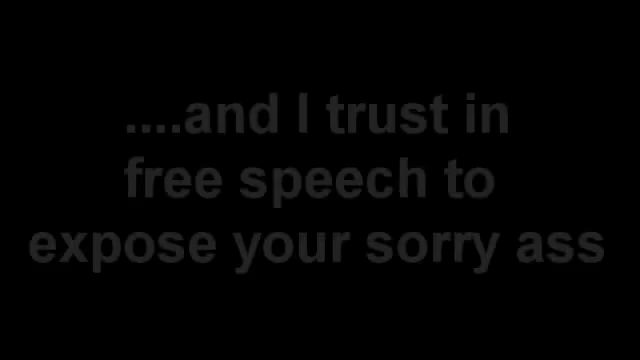 ....and I trust in
free speech to
expose your sorry ass